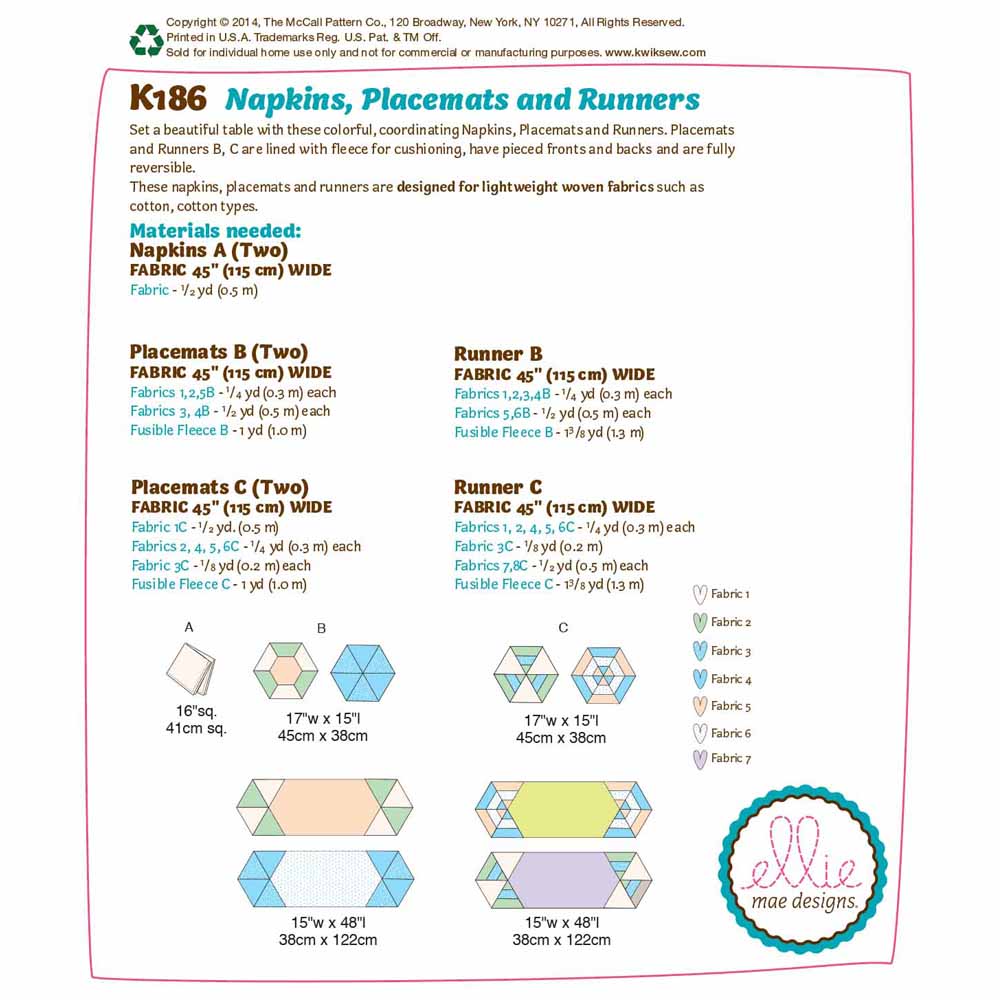 Copyright © 2014, The McCall Pattern Co., 120 Broadway, New York, NY 10271, All Rights Reserved.
Printed in U.S.A. Trademarks Reg. U.S. Pat. & TM Off.
Sold for individual home use only and not for commercial or manufacturing purposes. www.kwiksew.com
K186 Napkins, Placemats and Runners
Set a beautiful table with these colorful, coordinating Napkins, Placemats and Runners. Placemats
and Runners B, C are lined with fleece for cushioning, have pieced fronts and backs and are fully
reversible.
These napkins, placemats and runners are designed for lightweight woven fabrics such as
cotton, cotton types.
Materials needed:
Napkins A (Two)
FABRIC 45" (115 cm) WIDE
Fabric - 1/2 yd (0.5 m)
Placemats B (Two)
FABRIC 45" (115 cm) WIDE
Fabrics 1,2,5B - 1/4 yd (0.3 m) each
Fabrics 3, 4B - 1/2 yd (0.5 m) each
Fusible Fleece B - 1 yd (1.0 m)
Runner B
FABRIC 45" (115 cm) WIDE
Fabrics 1,2,3,4B - 1/4 yd (0.3 m) each
Fabrics 5,6B - 1/2 yd (0.5 m) each
Fusible Fleece B - 1 3/8 yd (1.3 m)
Placemats C (Two)
FABRIC 45" (115 cm) WIDE
Fabric 1C - 1/2 yd. (0.5 m)
Fabrics 2, 4, 5, 6C - 1/4 yd (0.3 m) each
Fabric 3C - 1/8 yd (0.2 m) each
Fusible Fleece C - 1 yd (1.0 m)
Runner C
FABRIC 45" (115 cm) WIDE
Fabrics 1, 2, 4, 5, 6C - 1/4 yd (0.3 m) each
Fabric 3C - 1/8 yd (0.2 m)
Fabrics 7,8C - 1/2 yd (0.5 m) each
Fusible Fleece C - 1 3/8 yd (1.3 m)
Fabric 1
Fabric 2
Fabric 3
Fabric 4
Fabric 5
Fabric 6
Fabric 7
A
16"sq.
41cm sq.
B
17"w x 15"l
45cm x 38cm
C
17"w x 15"l
45cm x 38cm
15"w x 48"l
38cm x 122cm
15"w x 48"l
38cm x 122cm
ellie
mae designs.